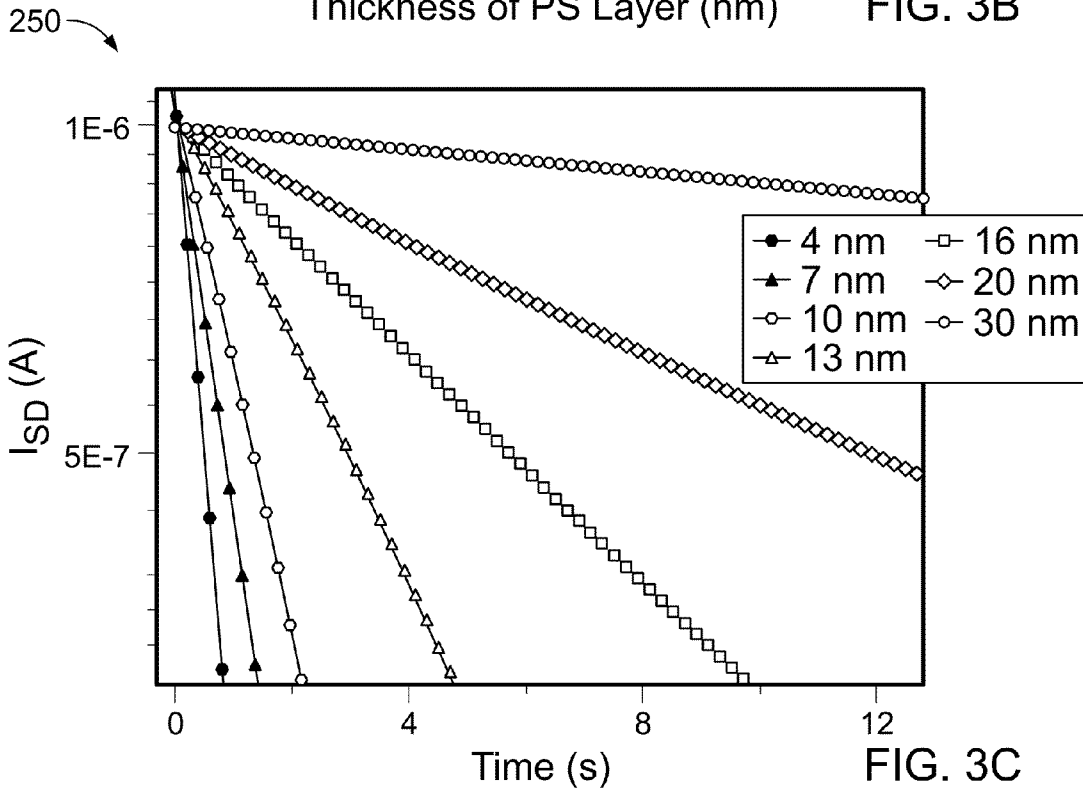 Thickness of PS Layer (nm) FIG. 3B
250
1E-6
5E-7
I_SD (A)
4 nm 16 nm
7 nm 20 nm
10 nm 30 nm
13 nm
0 4 8 12
Time (s)
FIG. 3C